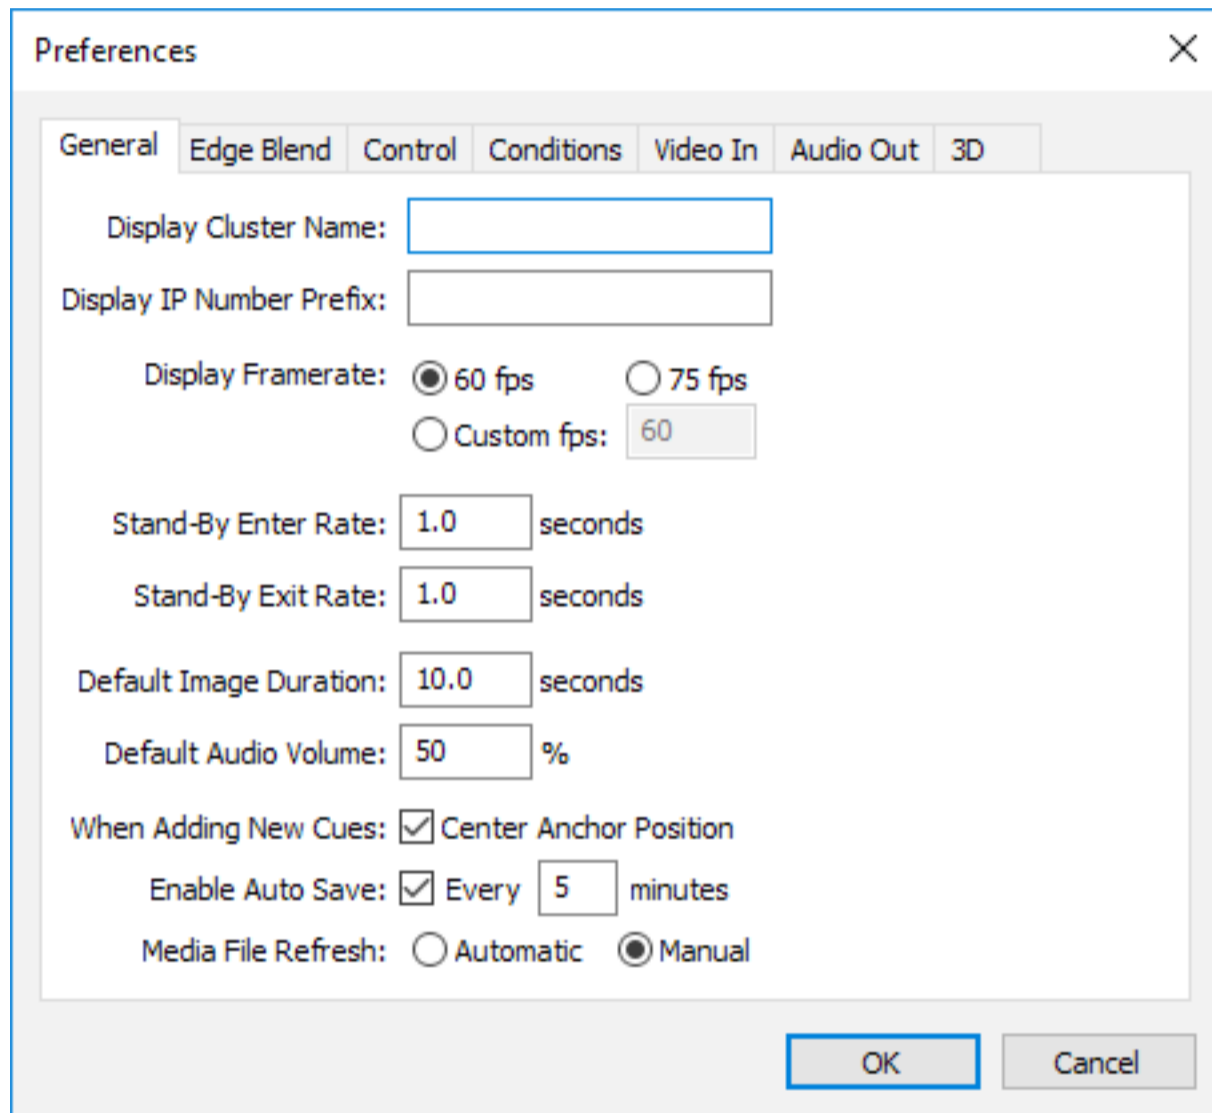 Preferences
General Edge Blend Control Conditions Video In Audio Out 3D
Display Cluster Name:
Display IP Number Prefix:
Display Framerate: 60 fps 75 fps
Custom fps: 60
Stand-By Enter Rate: 1.0 seconds
Stand-By Exit Rate: 1.0 seconds
Default Image Duration: 10.0 seconds
Default Audio Volume: 50 %
When Adding New Cues: Center Anchor Position
Enable Auto Save: Every 5 minutes
Media File Refresh: Automatic Manual
OK Cancel